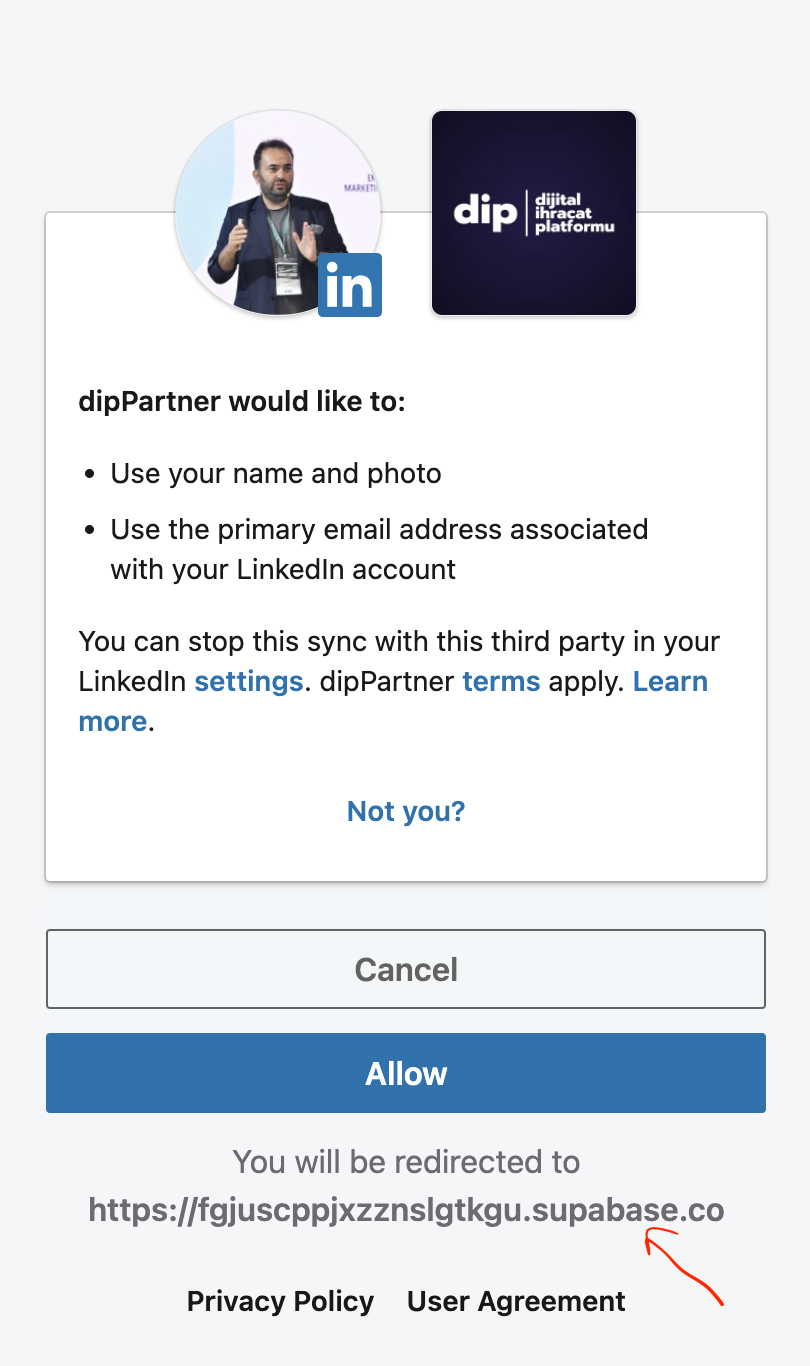 EN
MARKETI
in
dip dijital
ihracat
platformu
dipPartner would like to:
• Use your name and photo
• Use the primary email address associated
with your LinkedIn account
You can stop this sync with this third party in your
LinkedIn settings. dipPartner terms apply. Learn
more.
Not you?
Cancel
Allow
You will be redirected to
https://fgjuscppjxzznslgtkgu.supabase.co
Privacy Policy User Agreement